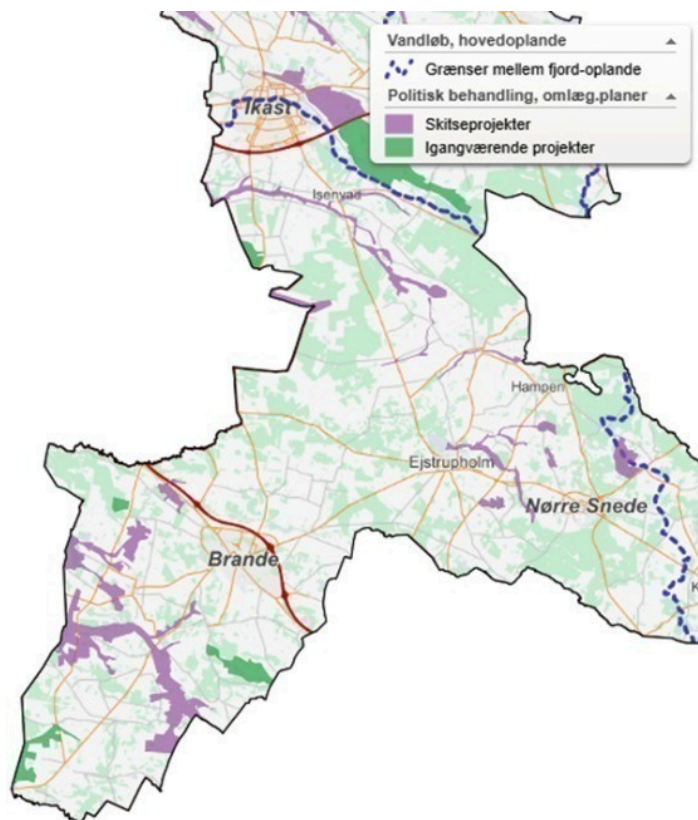 Vandløb, hovedoplande
Grænser mellem fjord-oplande
Politisk behandling, omlæg.planer
Skitseprojekter
Igangværende projekter
Ikast
Isenvad
Hampen
Ejstrupholm
Nørre Snede
Brande
K